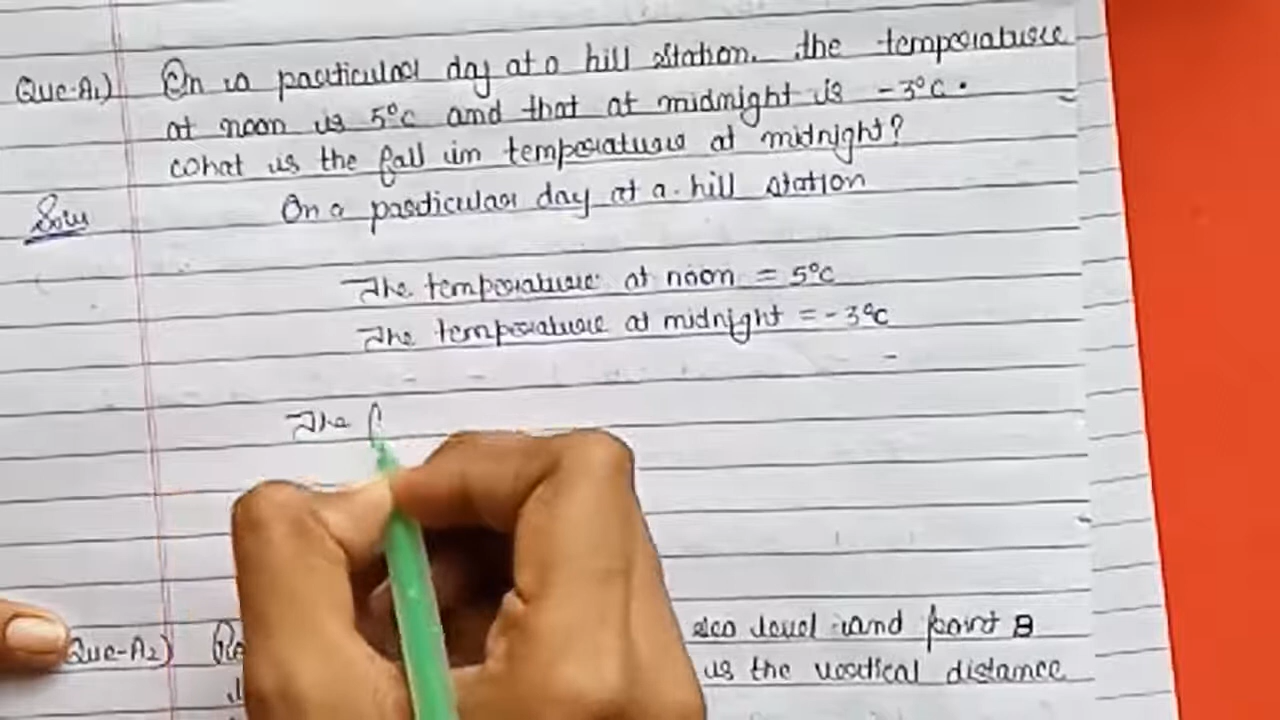 Que-A1) On a particular day at a hill station, the temperature
at noon is 5°C and that at midnight is -3°C.
What is the fall in temperature at midnight?
Solu On a particular day at a hill station
The temperature at noon = 5°C
The temperature at midnight = -3°C
The f
Que-A2) sea level and point B
is the vertical distance